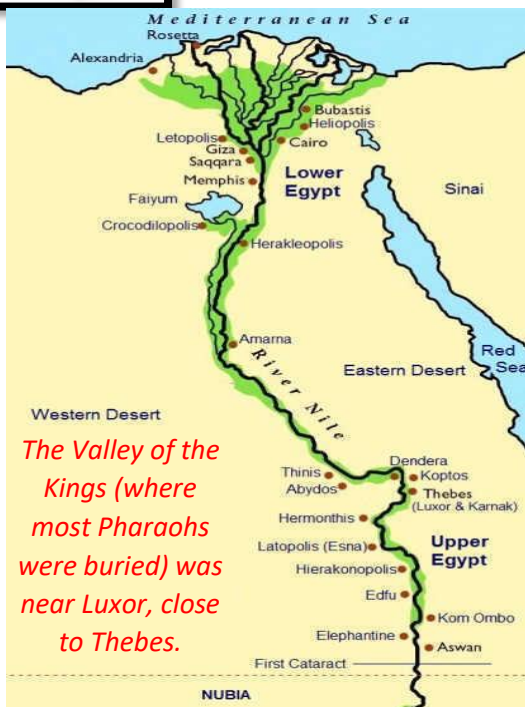 Mediterranean Sea
Rosetta
Alexandria
Bubastis
Heliopolis
Letopolis
Cairo
Giza
Saqqara
Lower
Egypt
Memphis
Sinai
Faiyum
Crocodilopolis
Herakleopolis
Amarna
River Nile
Red
Sea
Eastern Desert
Western Desert
The Valley of the
Kings (where
most Pharaohs
were buried) was
near Luxor, close
to Thebes.
Dendera
Thinis
Koptos
Abydos
Thebes
(Luxor & Karnak)
Hermonthis
Latopolis (Esna)
Upper
Egypt
Hierakonopolis
Edfu
Kom Ombo
Elephantine
Aswan
First Cataract
NUBIA